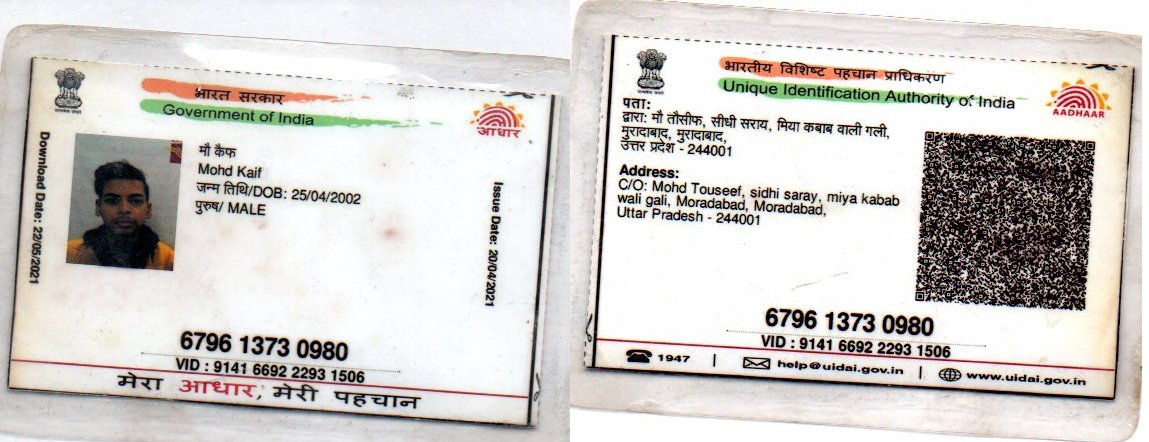 भारत सरकार
Government of India
आधार
Download Date: 22/05/2021
मौ कैफ
Mohd Kaif
जन्म तिथि/DOB: 25/04/2002
पुरुष/ MALE
Issue Date: 20/04/2021
6796 1373 0980
VID : 9141 6692 2293 1506
मेरा आधार, मेरी पहचान
भारतीय विशिष्ट पहचान प्राधिकरण
Unique Identification Authority of India
AADHAAR
पता:
द्वारा: मौ तौसीफ, सीधी सराय, मिया कबाब वाली गली,
मुरादाबाद, मुरादाबाद,
उत्तर प्रदेश - 244001
Address:
C/O: Mohd Touseef, sidhi saray, miya kabab
wali gali, Moradabad, Moradabad,
Uttar Pradesh - 244001
6796 1373 0980
VID : 9141 6692 2293 1506
1947 | help@uidai.gov.in | www.uidai.gov.in